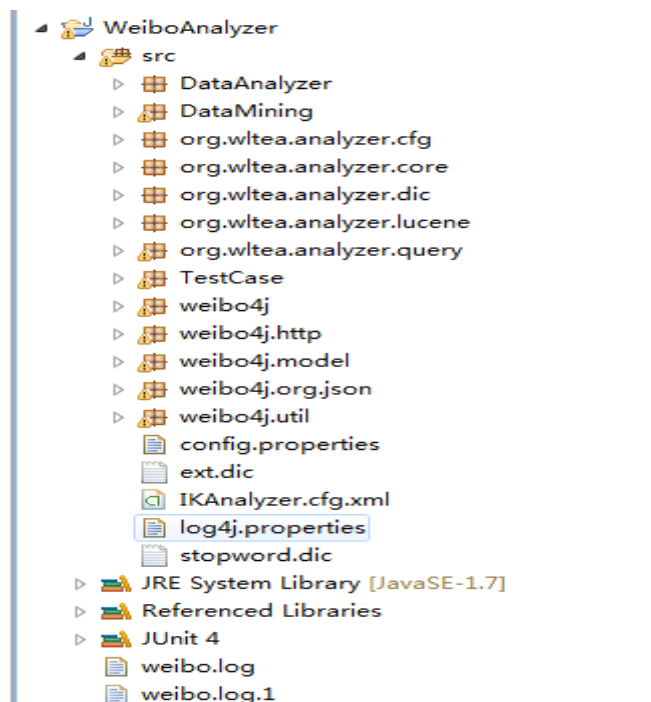 WeiboAnalyzer
src
DataAnalyzer
DataMining
org.wltea.analyzer.cfg
org.wltea.analyzer.core
org.wltea.analyzer.dic
org.wltea.analyzer.lucene
org.wltea.analyzer.query
TestCase
weibo4j
weibo4j.http
weibo4j.model
weibo4j.org.json
weibo4j.util
config.properties
ext.dic
IKAnalyzer.cfg.xml
log4j.properties
stopword.dic
JRE System Library [JavaSE-1.7]
Referenced Libraries
JUnit 4
weibo.log
weibo.log.1